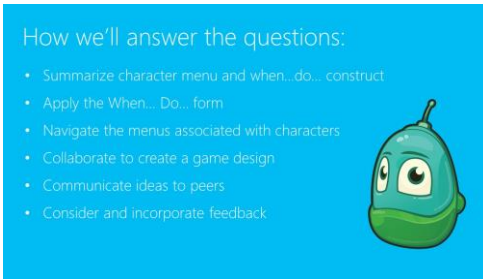 How we'll answer the questions:
• Summarize character menu and when...do... construct
• Apply the When... Do... form
• Navigate the menus associated with characters
• Collaborate to create a game design
• Communicate ideas to peers
• Consider and incorporate feedback